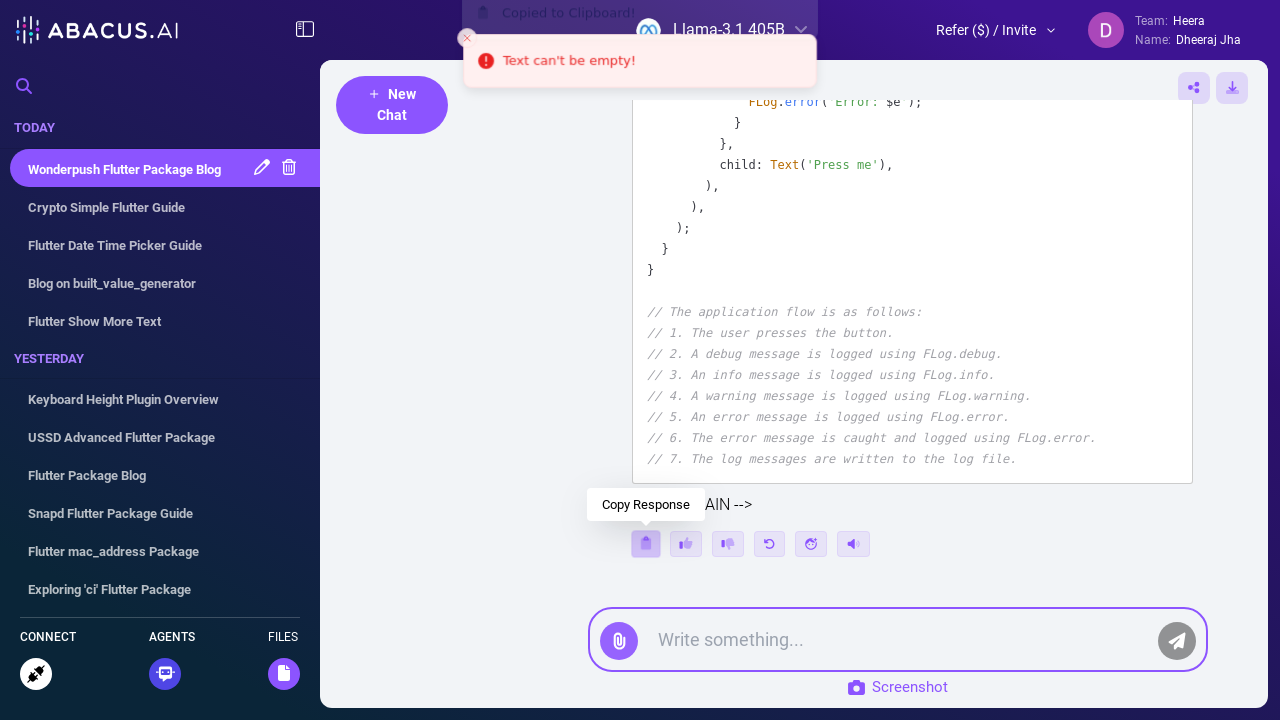 ABACUS.AI
Copied to Clipboard!
Llama-3.1 405B
Text can't be empty!
Refer ($) / Invite
D
Team: Heera
Name: Dheeraj Jha
TODAY
Wonderpush Flutter Package Blog
Crypto Simple Flutter Guide
Flutter Date Time Picker Guide
Blog on built_value_generator
Flutter Show More Text
YESTERDAY
Keyboard Height Plugin Overview
USSD Advanced Flutter Package
Flutter Package Blog
Snapd Flutter Package Guide
Flutter mac_address Package
Exploring 'ci' Flutter Package
CONNECT
AGENTS
FILES
+ New
Chat
FLog.error('Error: $e');
}
},
child: Text('Press me'),
),
),
);
}
}
// The application flow is as follows:
// 1. The user presses the button.
// 2. A debug message is logged using FLog.debug.
// 3. An info message is logged using FLog.info.
// 4. A warning message is logged using FLog.warning.
// 5. An error message is logged using FLog.error.
// 6. The error message is caught and logged using FLog.error.
// 7. The log messages are written to the log file.
Copy Response
AIN -->
Write something...
Screenshot